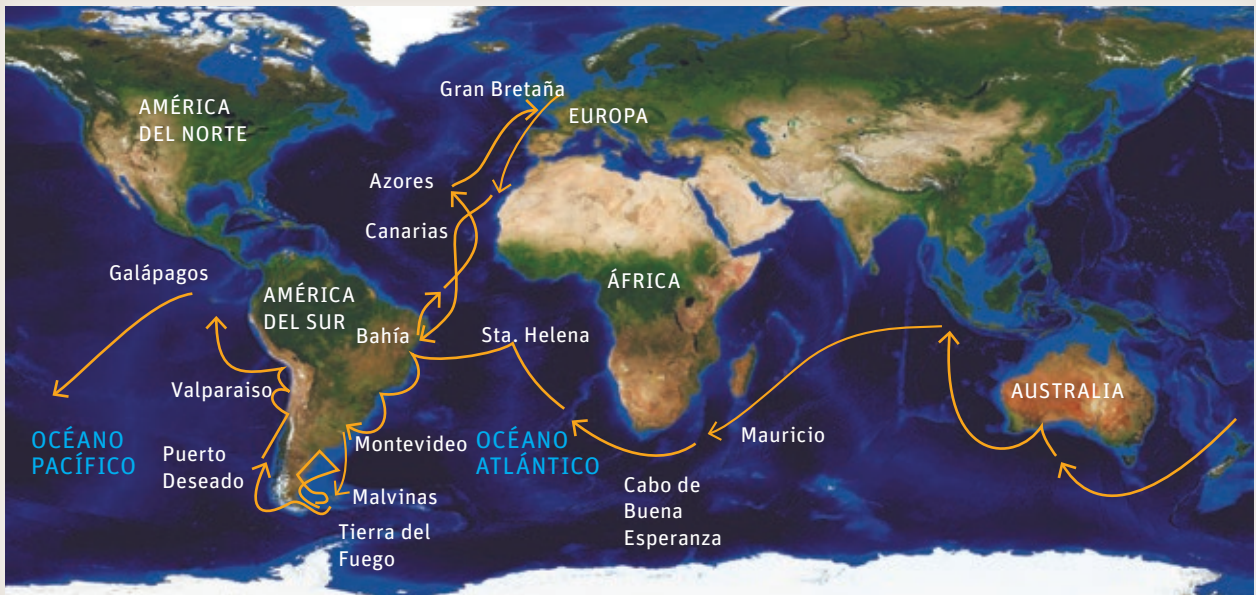 Gran Bretaña
AMÉRICA
DEL NORTE
EUROPA
Azores
Canarias
Galápagos
ÁFRICA
AMÉRICA
DEL SUR
Bahía
Sta. Helena
Valparaiso
AUSTRALIA
OCÉANO
PACÍFICO
Puerto
Deseado
Montevideo
OCÉANO
ATLÁNTICO
Mauricio
Malvinas
Cabo de
Buena
Esperanza
Tierra del
Fuego